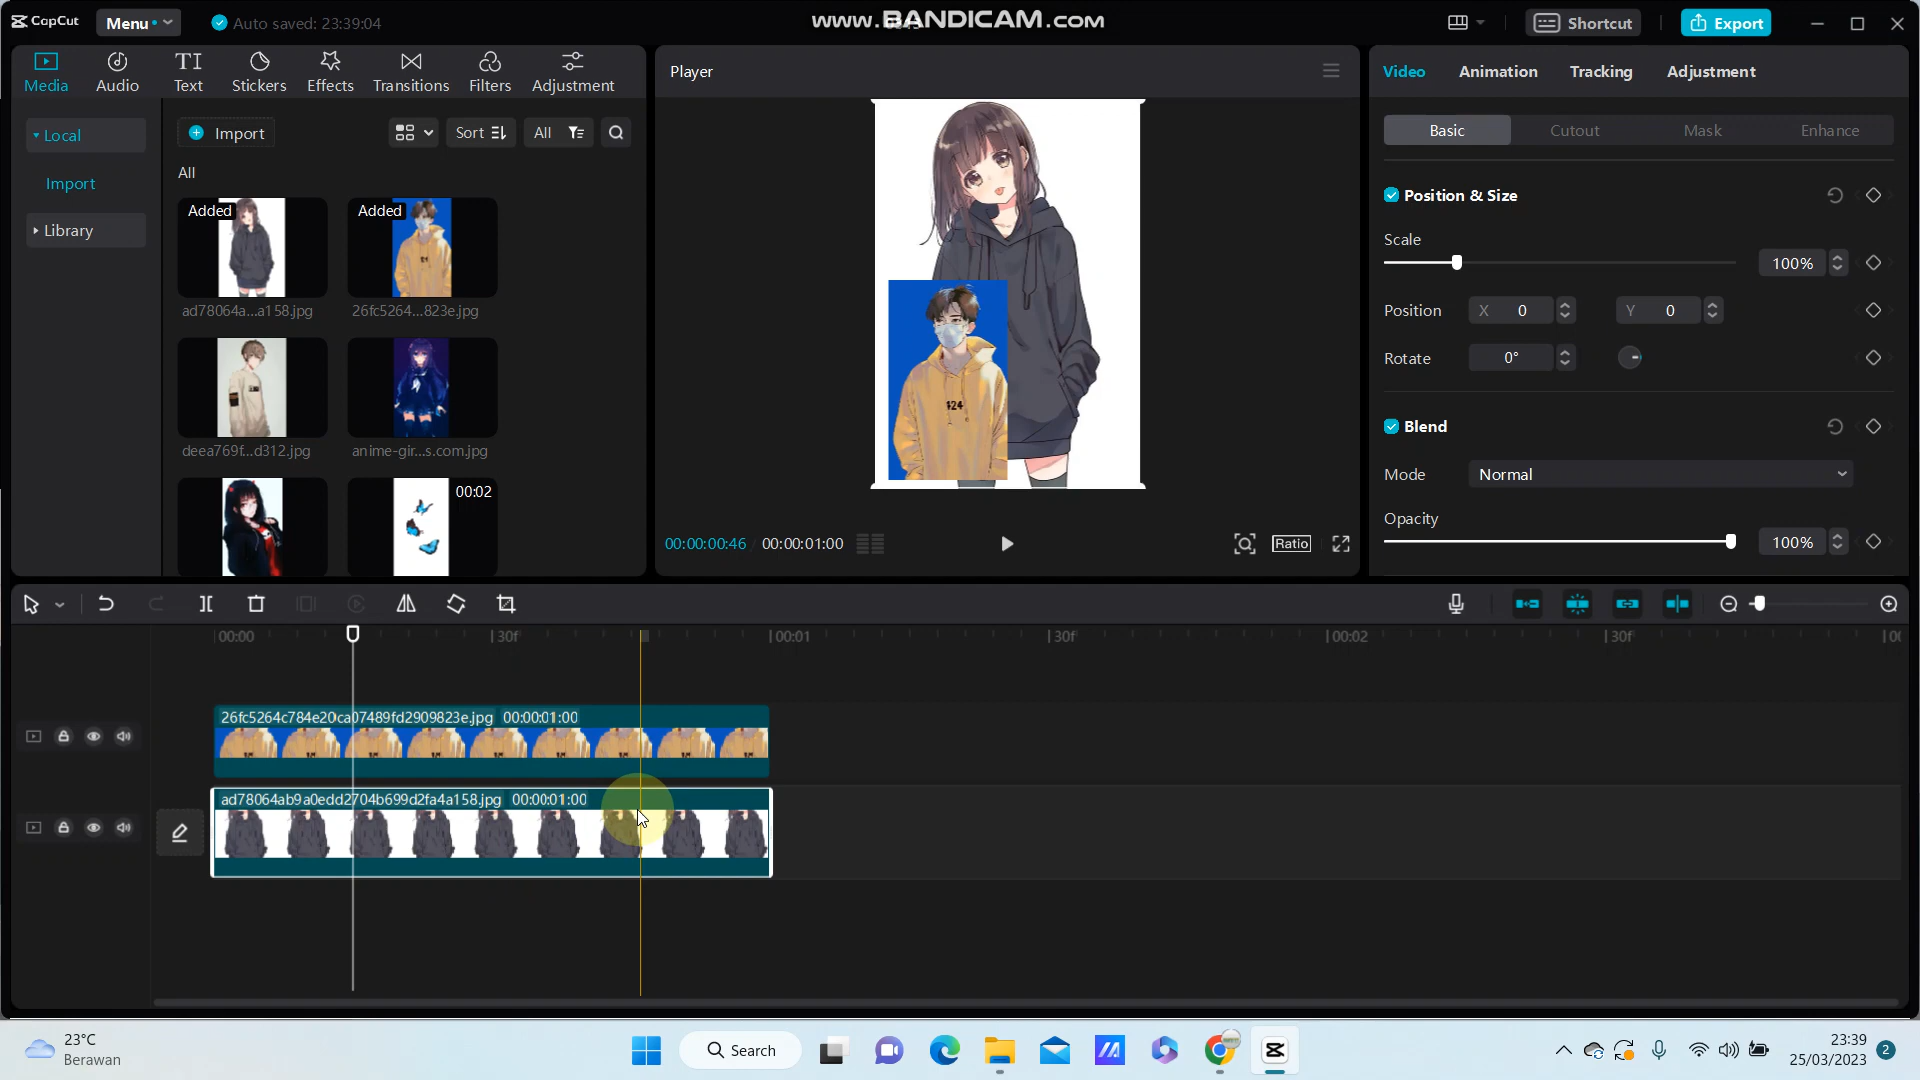 CapCut
Menu
Auto saved: 23:39:04
www.BANDICAM.com
Shortcut
Export
Media
Audio
Text
Stickers
Effects
Transitions
Filters
Adjustment
Player
Video
Animation
Tracking
Adjustment
Local
Import
Library
Import
Sort
All
All
Added
ad78064a...a158.jpg
Added
26fc5264...823e.jpg
deea769f...d312.jpg
anime-gir...s.com.jpg
00:02
424
00:00:00:46
00:00:01:00
Ratio
Basic
Cutout
Mask
Enhance
Position & Size
Scale
100%
Position
X 0
Y 0
Rotate
0°
Blend
Mode
Normal
Opacity
100%
00:00
30f
00:01
30f
00:02
30f
26fc5264c784e20ca07489fd2909823e.jpg 00:00:01:00
ad78064ab9a0edd2704b699d2fa4a158.jpg 00:00:01:00
23°C
Berawan
Search
23:39
25/03/2023
2